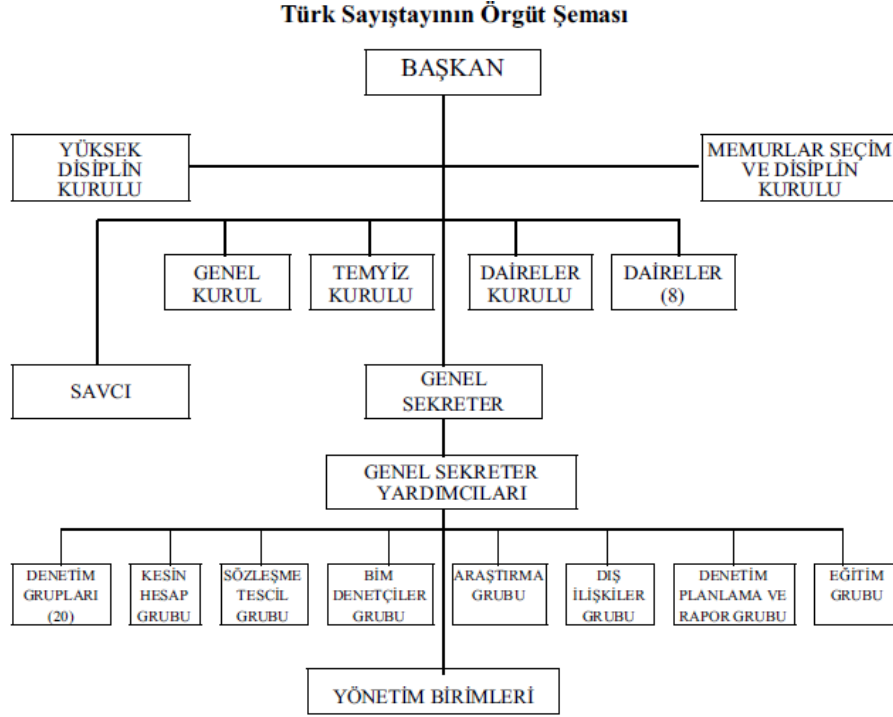 Türk Sayıştayının Örgüt Şeması
BAŞKAN
YÜKSEK
DİSİPLİN
KURULU
MEMURLAR SEÇİM
VE DİSİPLİN
KURULU
GENEL
KURUL
TEMYİZ
KURULU
DAİRELER
KURULU
DAİRELER
(8)
SAVCI
GENEL
SEKRETER
GENEL SEKRETER
YARDIMCILARI
DENETİM
GRUPLARI
(20)
KESİN
HESAP
GRUBU
SÖZLEŞME
TESCİL
GRUBU
BİM
DENETÇİLER
GRUBU
ARAŞTIRMA
GRUBU
DIŞ
İLİŞKİLER
GRUBU
DENETİM
PLANLAMA VE
RAPOR GRUBU
EĞİTİM
GRUBU
YÖNETİM BİRİMLERİ